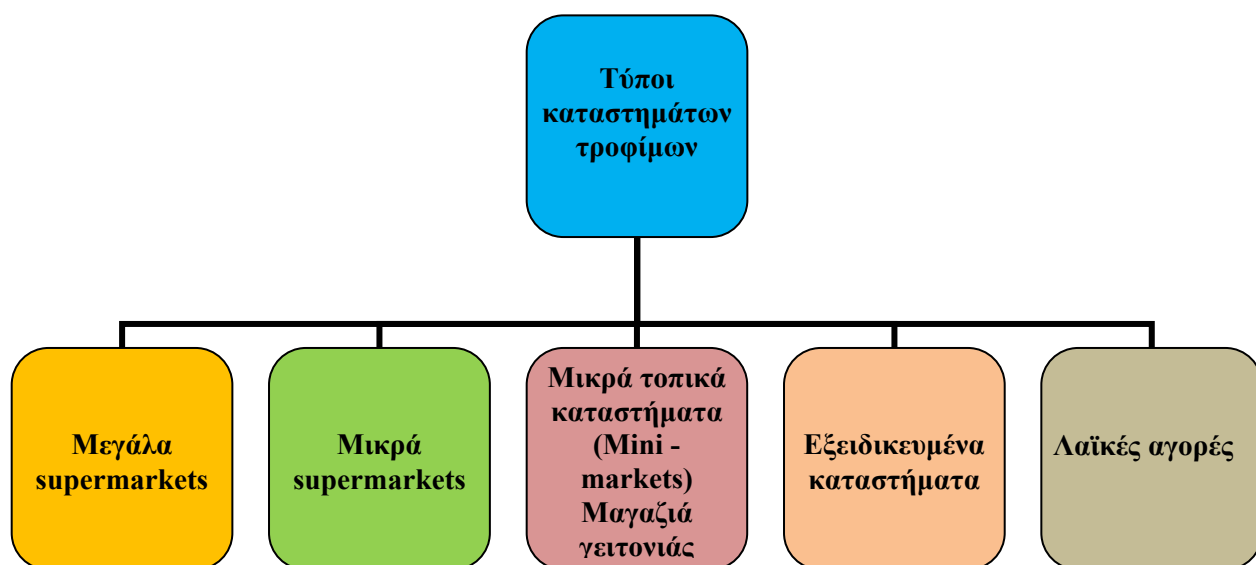 Τύποι
καταστημάτων
τροφίμων
Μεγάλα
supermarkets
Μικρά
supermarkets
Μικρά τοπικά
καταστήματα
(Mini -
markets)
Μαγαζιά
γειτονιάς
Εξειδικευμένα
καταστήματα
Λαϊκές αγορές